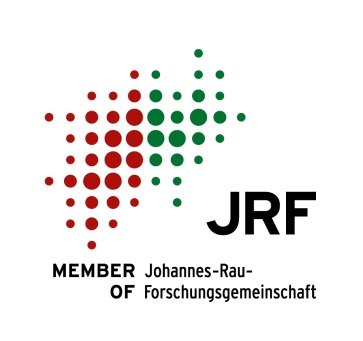 JRF
MEMBER Johannes-Rau-
OF Forschungsgemeinschaft